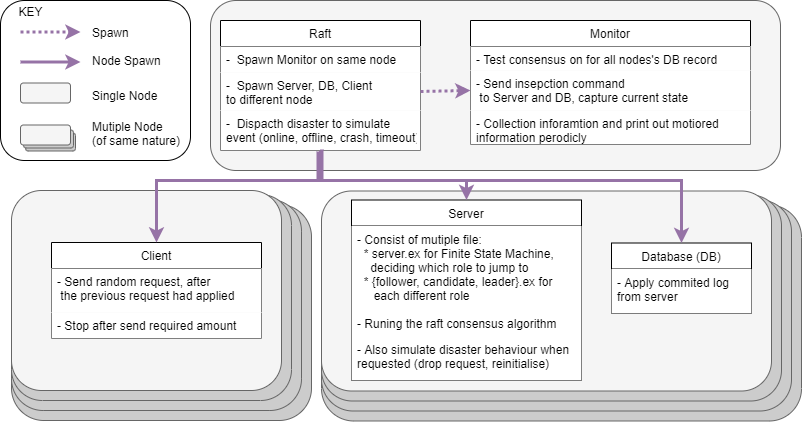 KEY
Spawn
Node Spawn
Single Node
Mutiple Node
(of same nature)
Raft
- Spawn Monitor on same node
- Spawn Server, DB, Client
to different node
- Dispacth disaster to simulate
event (online, offline, crash, timeout
Monitor
- Test consensus on for all nodes's DB record
- Send insepction command
to Server and DB, capture current state
- Collection inforamtion and print out motiored
information perodicly
Client
- Send random request, after
the previous request had applied
- Stop after send required amount
Server
- Consist of mutiple file:
* server.ex for Finite State Machine,
deciding which role to jump to
* {follower, candidate, leader}.ex for
each different role
- Runing the raft consensus algorithm
- Also simulate disaster behaviour when
requested (drop request, reinitialise)
Database (DB)
- Apply commited log
from server